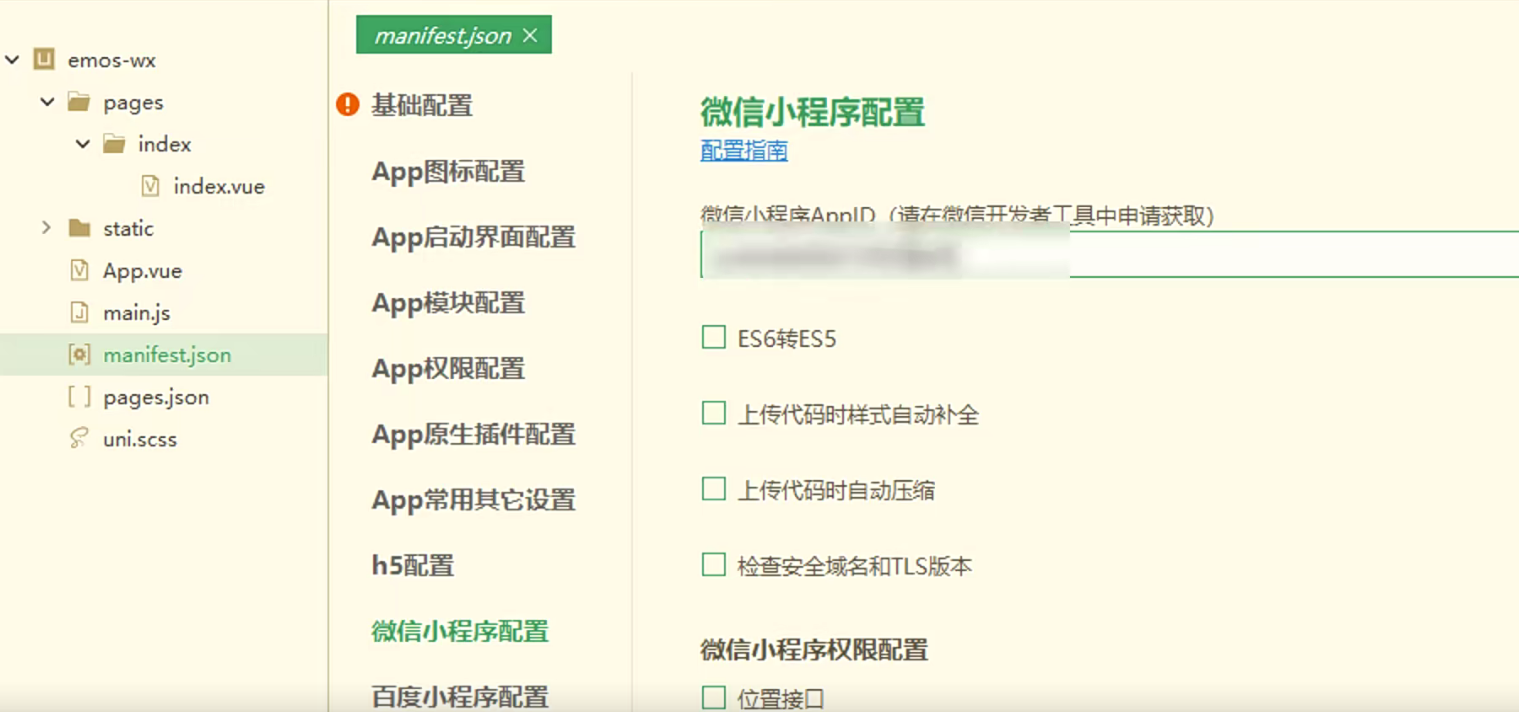 emos-wx
pages
index
index.vue
static
App.vue
main.js
manifest.json
pages.json
uni.scss
manifest.json
基础配置
App图标配置
App启动界面配置
App模块配置
App权限配置
App原生插件配置
App常用其它设置
h5配置
微信小程序配置
百度小程序配置
微信小程序配置
配置指南
微信小程序AppID（请在微信开发者工具中申请获取）
ES6转ES5
上传代码时样式自动补全
上传代码时自动压缩
检查安全域名和TLS版本
微信小程序权限配置
位置接口